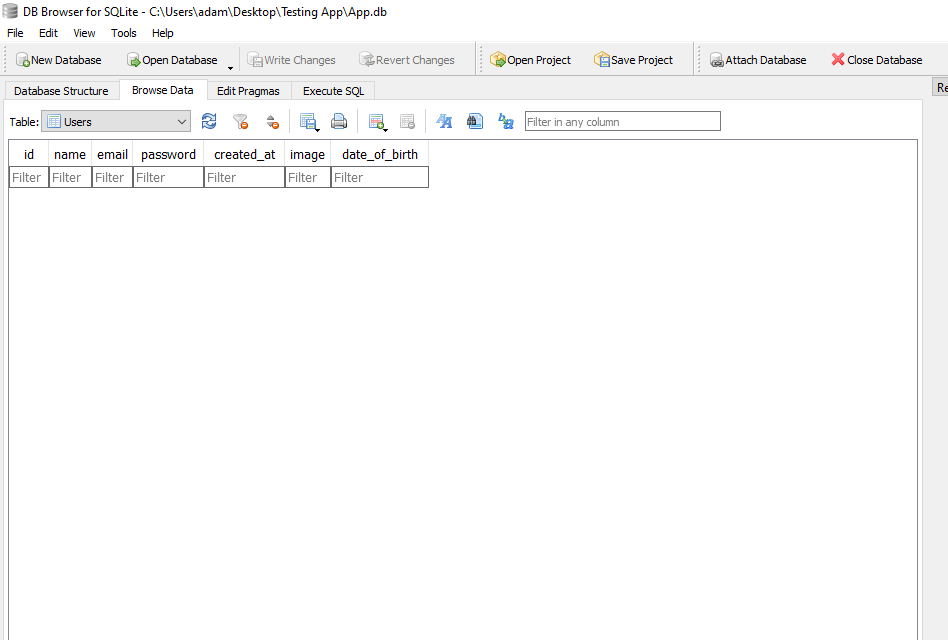 DB Browser for SQLite - C:\Users\adam\Desktop\Testing App\App.db
File Edit View Tools Help
New Database Open Database Write Changes Revert Changes Open Project Save Project Attach Database Close Database
Database Structure Browse Data Edit Pragmas Execute SQL Re
Table: Users Filter in any column
id name email password created_at image date_of_birth
Filter Filter Filter Filter Filter Filter Filter